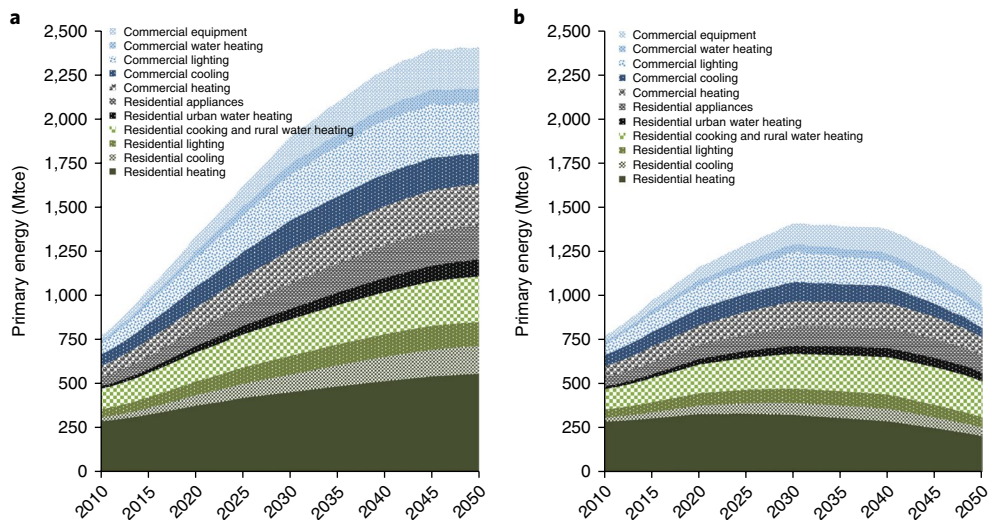 a
Primary energy (Mtce)
2,500
2,250
2,000
1,750
1,500
1,250
1,000
750
500
250
0
Commercial equipment
Commercial water heating
Commercial lighting
Commercial cooling
Commercial heating
Residential appliances
Residential urban water heating
Residential cooking and rural water heating
Residential lighting
Residential cooling
Residential heating
2010
2015
2020
2025
2030
2035
2040
2045
2050
b
Primary energy (Mtce)
2,500
2,250
2,000
1,750
1,500
1,250
1,000
750
500
250
0
Commercial equipment
Commercial water heating
Commercial lighting
Commercial cooling
Commercial heating
Residential appliances
Residential urban water heating
Residential cooking and rural water heating
Residential lighting
Residential cooling
Residential heating
2010
2015
2020
2025
2030
2035
2040
2045
2050